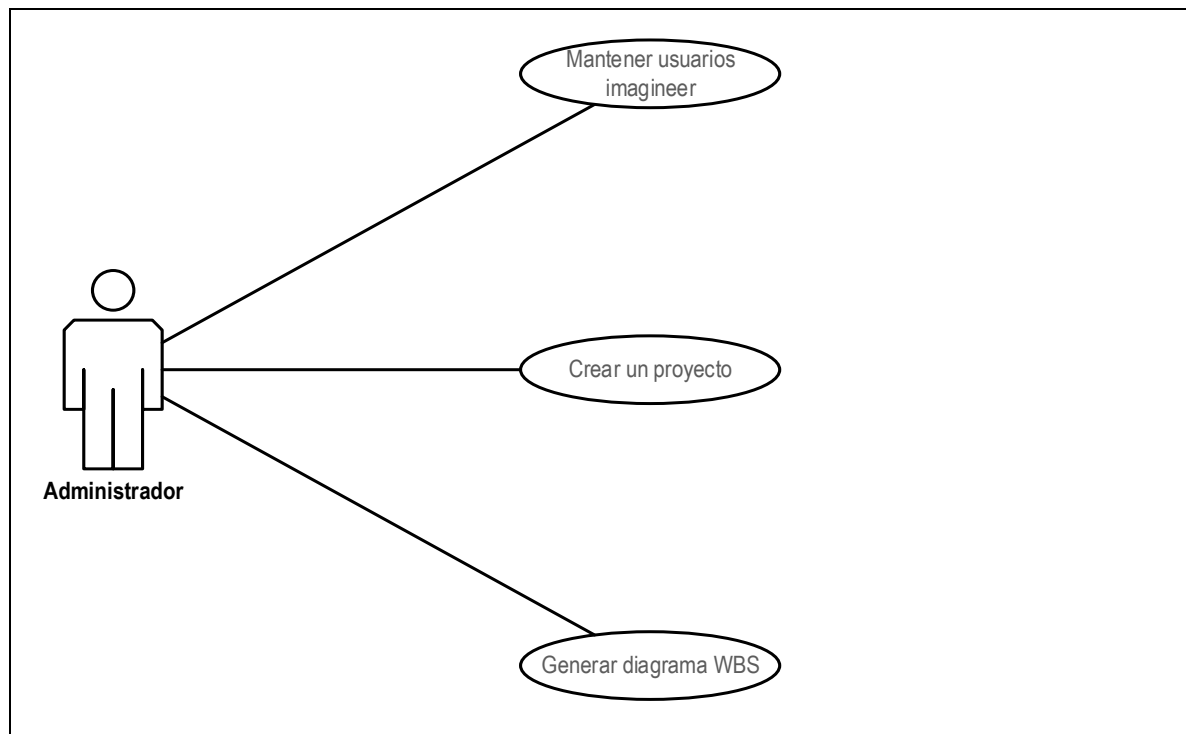 Mantener usuarios
imagineer
Crear un proyecto
Administrador
Generar diagrama WBS